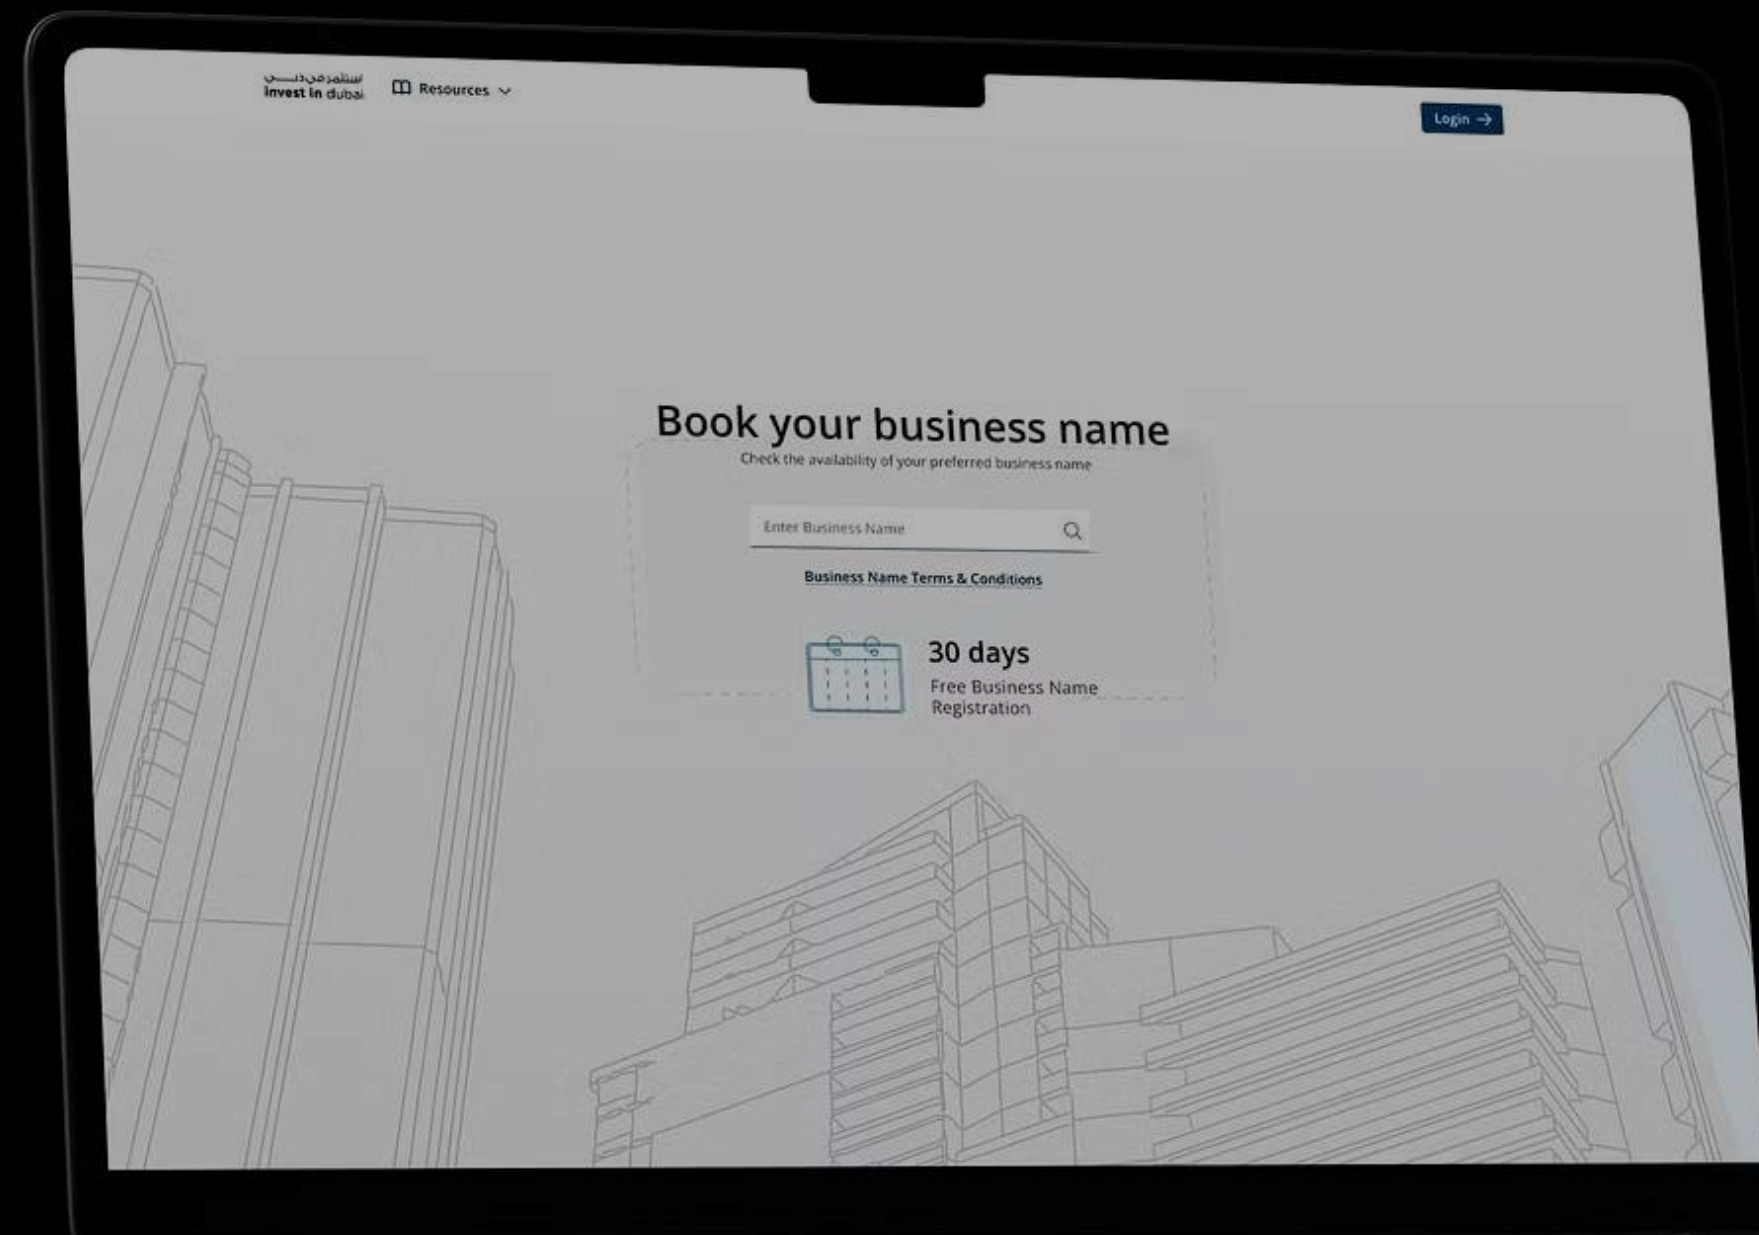 استثمر في دبي
invest in dubai
Resources
Login
Book your business name
Check the availability of your preferred business name
Enter Business Name
Business Name Terms & Conditions
30 days
Free Business Name
Registration